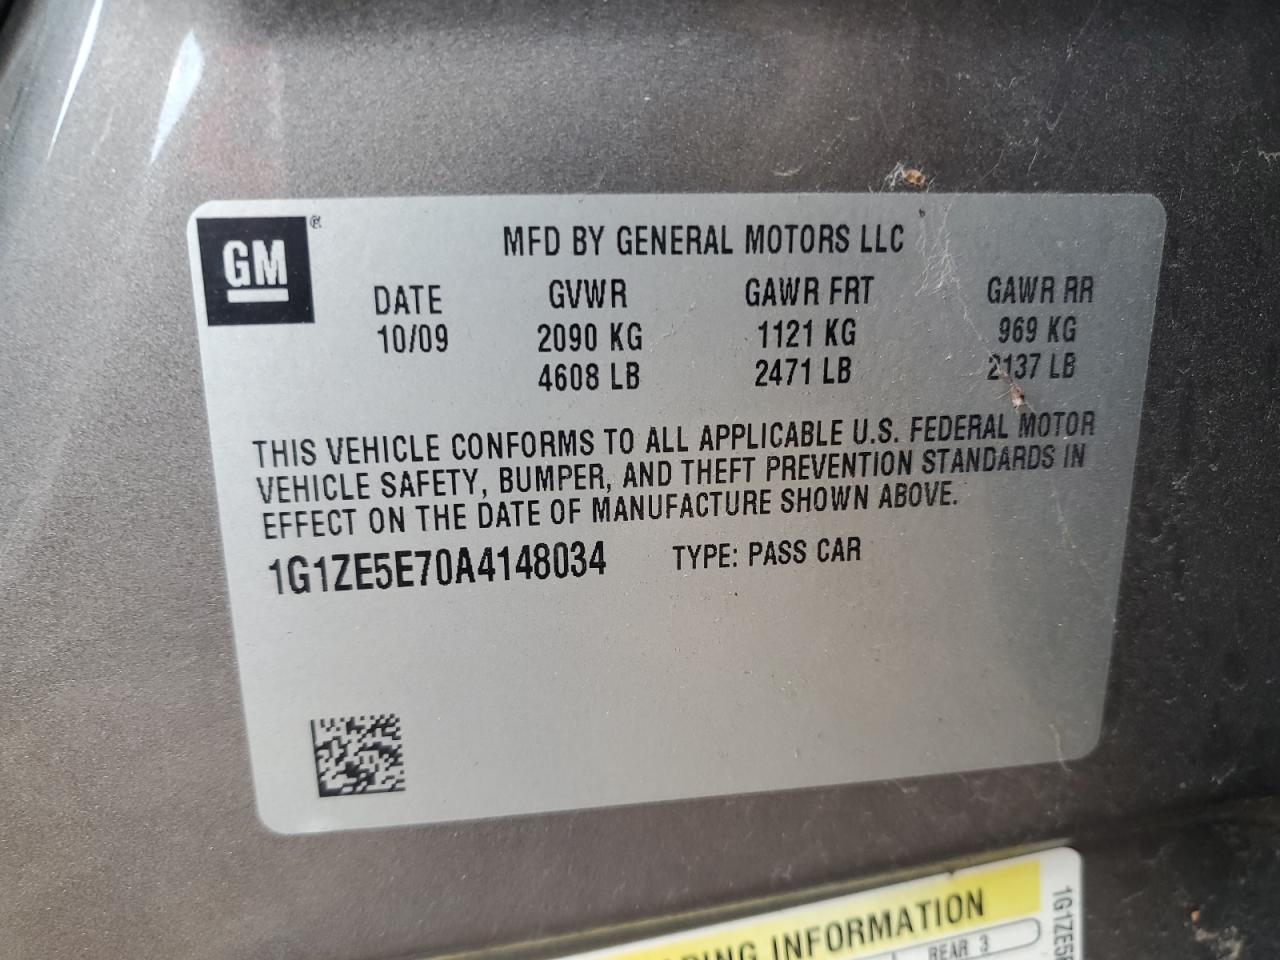 GM
®
MFD BY GENERAL MOTORS LLC
DATE GVWR GAWR FRT GAWR RR
10/09 2090 KG 1121 KG 969 KG
4608 LB 2471 LB 2137 LB
THIS VEHICLE CONFORMS TO ALL APPLICABLE U.S. FEDERAL MOTOR
VEHICLE SAFETY, BUMPER, AND THEFT PREVENTION STANDARDS IN
EFFECT ON THE DATE OF MANUFACTURE SHOWN ABOVE.
1G1ZE5E70A4148034 TYPE: PASS CAR
INFORMATION
REAR 3